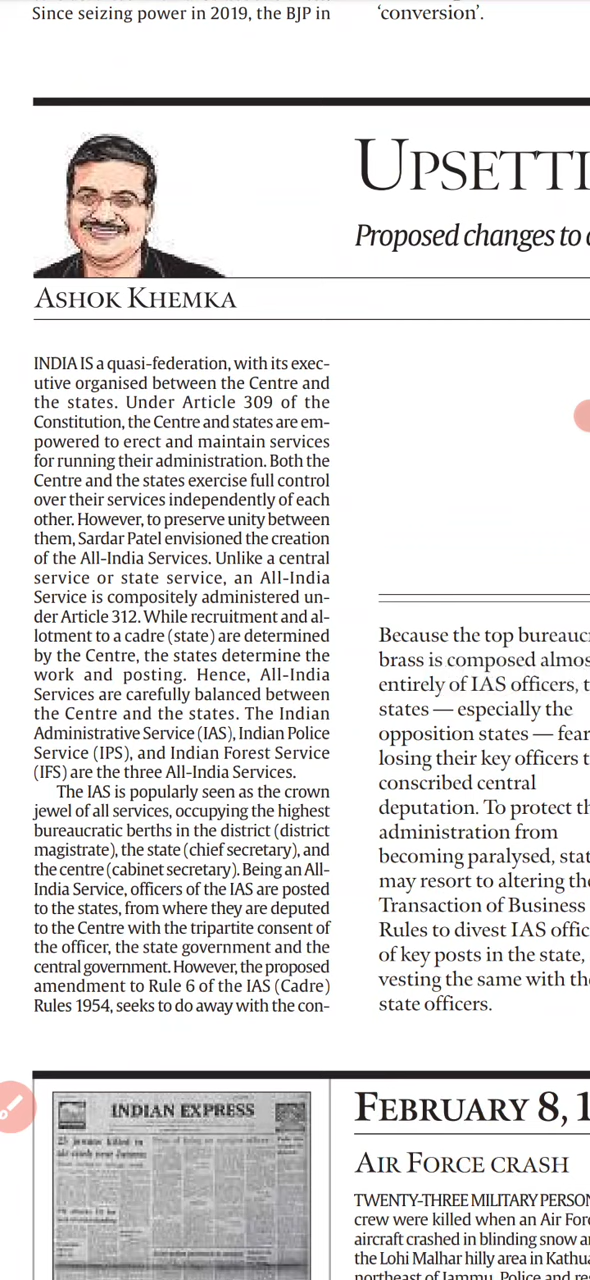 Since seizing power in 2019, the BJP in
'conversion'.
UPSETTI
Proposed changes to
ASHOK KHEMKA
INDIA IS a quasi-federation, with its exec-
utive organised between the Centre and
the states. Under Article 309 of the
Constitution, the Centre and states are em-
powered to erect and maintain services
for running their administration. Both the
Centre and the states exercise full control
over their services independently of each
other. However, to preserve unity between
them, Sardar Patel envisioned the creation
of the All-India Services. Unlike a central
service or state service, an All-India
Service is compositely administered un-
der Article 312. While recruitment and al-
lotment to a cadre (state) are determined
by the Centre, the states determine the
work and posting. Hence, All-India
Services are carefully balanced between
the Centre and the states. The Indian
Administrative Service (IAS), Indian Police
Service (IPS), and Indian Forest Service
(IFS) are the three All-India Services.
The IAS is popularly seen as the crown
jewel of all services, occupying the highest
bureaucratic berths in the district (district
magistrate), the state (chief secretary), and
the centre (cabinet secretary). Being an All-
India Service, officers of the IAS are posted
to the states, from where they are deputed
to the Centre with the tripartite consent of
the officer, the state government and the
central government. However, the proposed
amendment to Rule 6 of the IAS (Cadre)
Rules 1954, seeks to do away with the con-
Because the top bureauc
brass is composed almos
entirely of IAS officers, t
states — especially the
opposition states — fear
losing their key officers t
conscribed central
deputation. To protect th
administration from
becoming paralysed, stat
may resort to altering the
Transaction of Business
Rules to divest IAS offic
of key posts in the state,
vesting the same with the
state officers.
INDIAN EXPRESS
23 jawans killed in
air crash near Jammu
FEBRUARY 8, 1
AIR FORCE CRASH
TWENTY-THREE MILITARY PERSON
crew were killed when an Air Forc
aircraft crashed in blinding snow a
the Lohi Malhar hilly area in Kathua
northeast of Jammu. Police and re